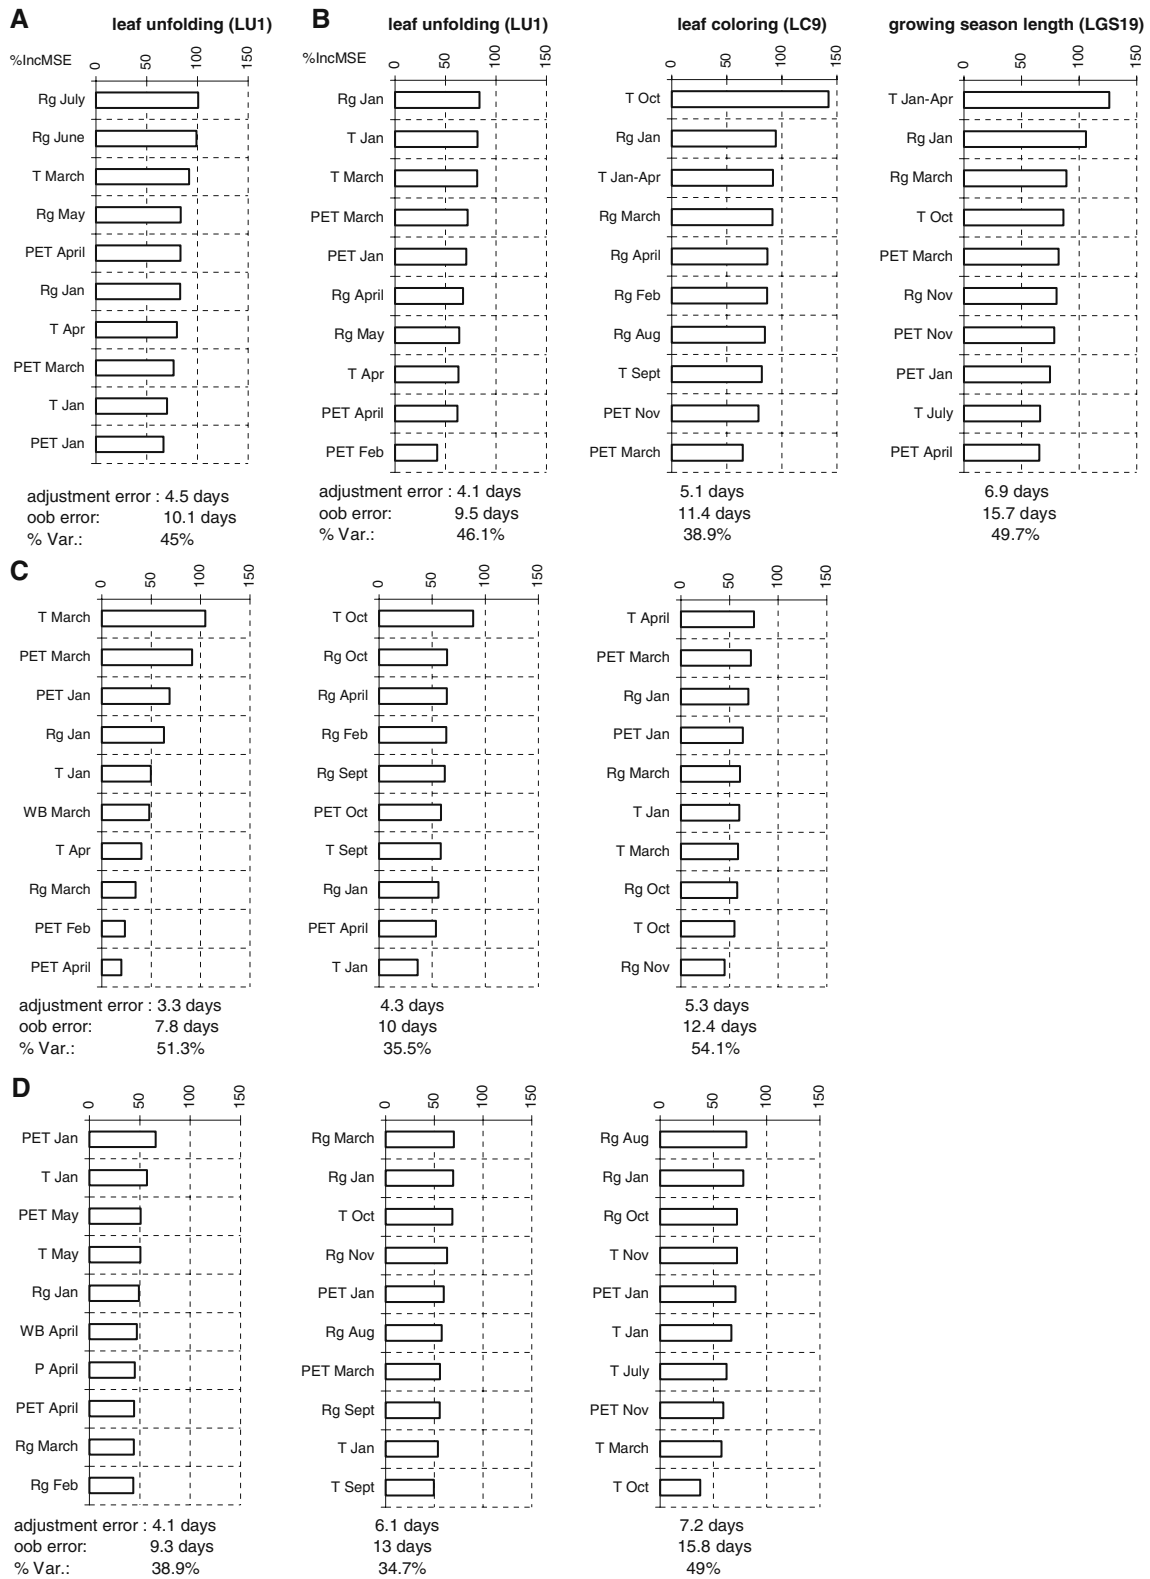 A
leaf unfolding (LU1)
%IncMSE
0 50 100 150
Rg July
Rg June
T March
Rg May
PET April
Rg Jan
T Apr
PET March
T Jan
PET Jan
adjustment error : 4.5 days
oob error: 10.1 days
% Var.: 45%
B
leaf unfolding (LU1)
%IncMSE
0 50 100 150
Rg Jan
T Jan
T March
PET March
PET Jan
Rg April
Rg May
T Apr
PET April
PET Feb
adjustment error : 4.1 days
oob error: 9.5 days
% Var.: 46.1%
leaf coloring (LC9)
0 50 100 150
T Oct
Rg Jan
T Jan-Apr
Rg March
Rg April
Rg Feb
Rg Aug
T Sept
PET Nov
PET March
5.1 days
11.4 days
38.9%
growing season length (LGS19)
0 50 100 150
T Jan-Apr
Rg Jan
Rg March
T Oct
PET March
Rg Nov
PET Nov
PET Jan
T July
PET April
6.9 days
15.7 days
49.7%
C
0 50 100 150
T March
PET March
PET Jan
Rg Jan
T Jan
WB March
T Apr
Rg March
PET Feb
PET April
adjustment error : 3.3 days
oob error: 7.8 days
% Var.: 51.3%
0 50 100 150
T Oct
Rg Oct
Rg April
Rg Feb
Rg Sept
PET Oct
T Sept
Rg Jan
PET April
T Jan
4.3 days
10 days
35.5%
0 50 100 150
T April
PET March
Rg Jan
PET Jan
Rg March
T Jan
T March
Rg Oct
T Oct
Rg Nov
5.3 days
12.4 days
54.1%
D
0 50 100 150
PET Jan
T Jan
PET May
T May
Rg Jan
WB April
P April
PET April
Rg March
Rg Feb
adjustment error : 4.1 days
oob error: 9.3 days
% Var.: 38.9%
0 50 100 150
Rg March
Rg Jan
T Oct
Rg Nov
PET Jan
Rg Aug
PET March
Rg Sept
T Jan
T Sept
6.1 days
13 days
34.7%
0 50 100 150
Rg Aug
Rg Jan
Rg Oct
T Nov
PET Jan
T Jan
T July
PET Nov
T March
T Oct
7.2 days
15.8 days
49%